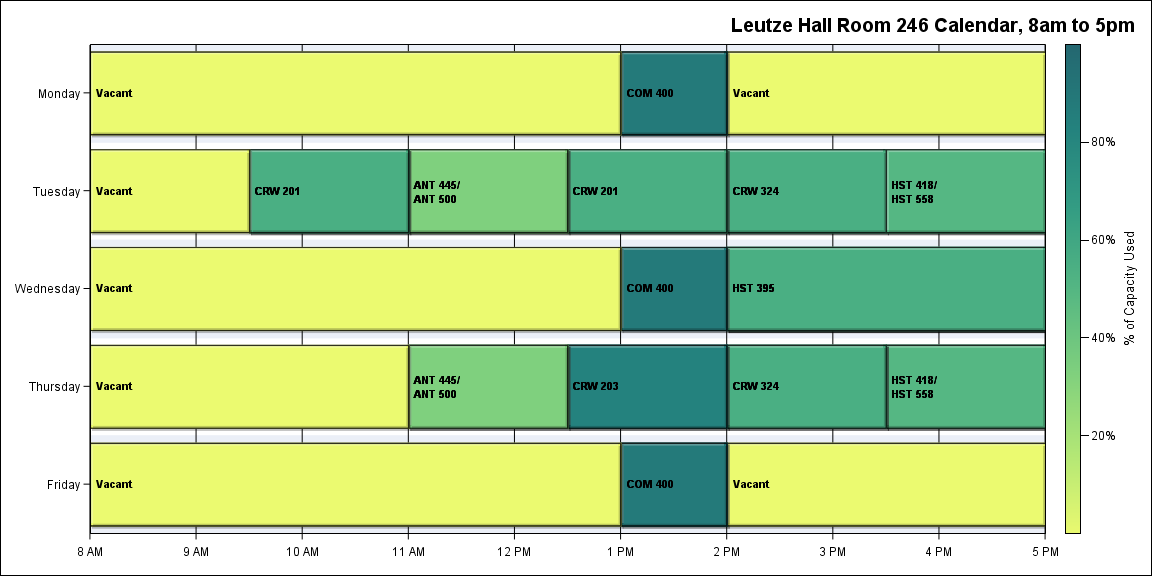 Leutze Hall Room 246 Calendar, 8am to 5pm
Monday
Vacant
COM 400
Vacant
Tuesday
Vacant
CRW 201
ANT 445/
ANT 500
CRW 201
CRW 324
HST 418/
HST 558
Wednesday
Vacant
COM 400
HST 395
Thursday
Vacant
ANT 445/
ANT 500
CRW 203
CRW 324
HST 418/
HST 558
Friday
Vacant
COM 400
Vacant
8 AM
9 AM
10 AM
11 AM
12 PM
1 PM
2 PM
3 PM
4 PM
5 PM
80%
60%
40%
20%
% of Capacity Used